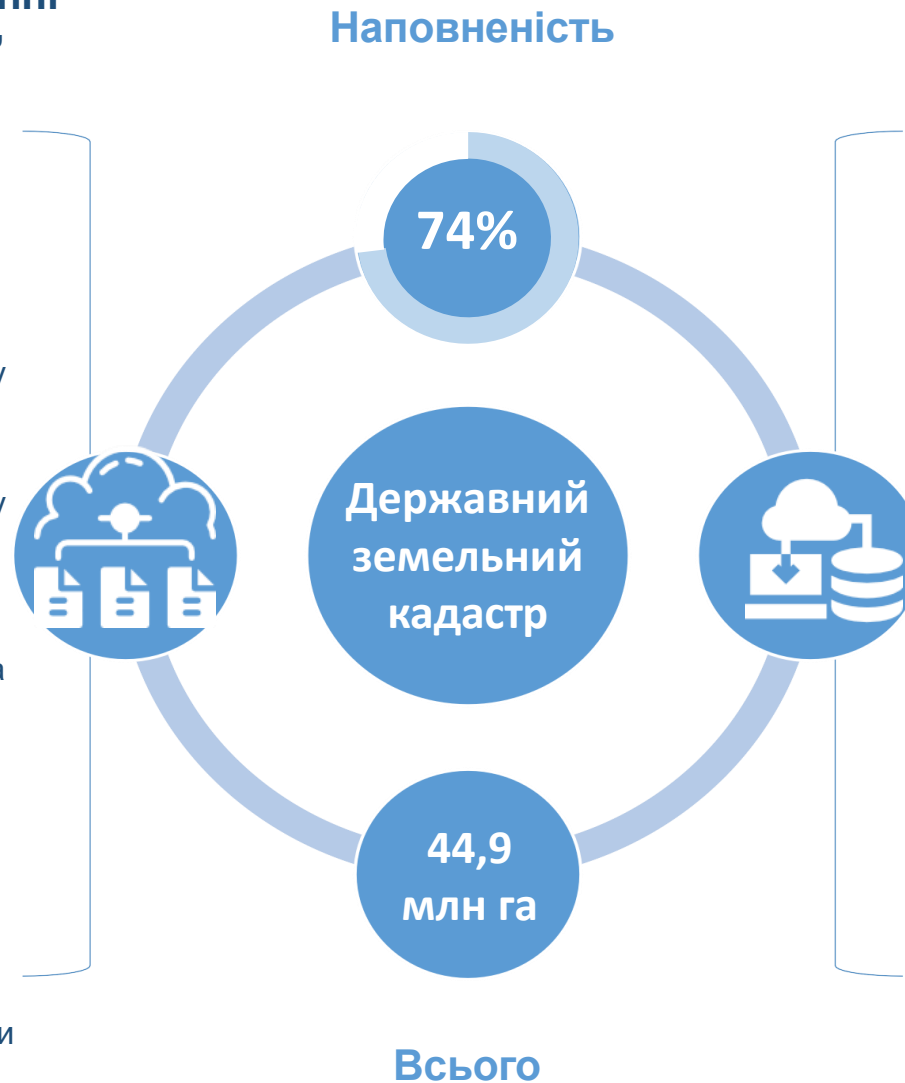 Наповненість
74%
Державний
земельний
кадастр
44,9
млн га
Всього